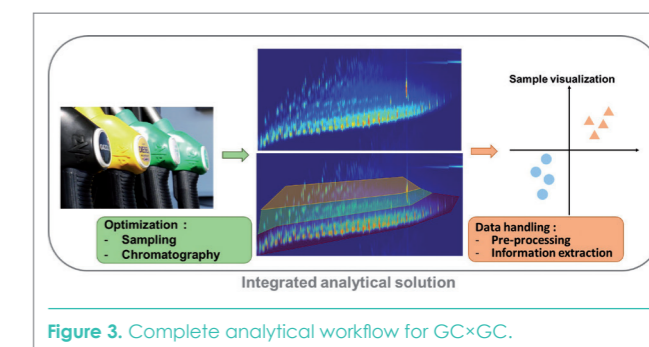 Sample visualization
Optimization :
- Sampling
- Chromatography
Data handling :
- Pre-processing
- Information extraction
Integrated analytical solution
Figure 3. Complete analytical workflow for GC×GC.